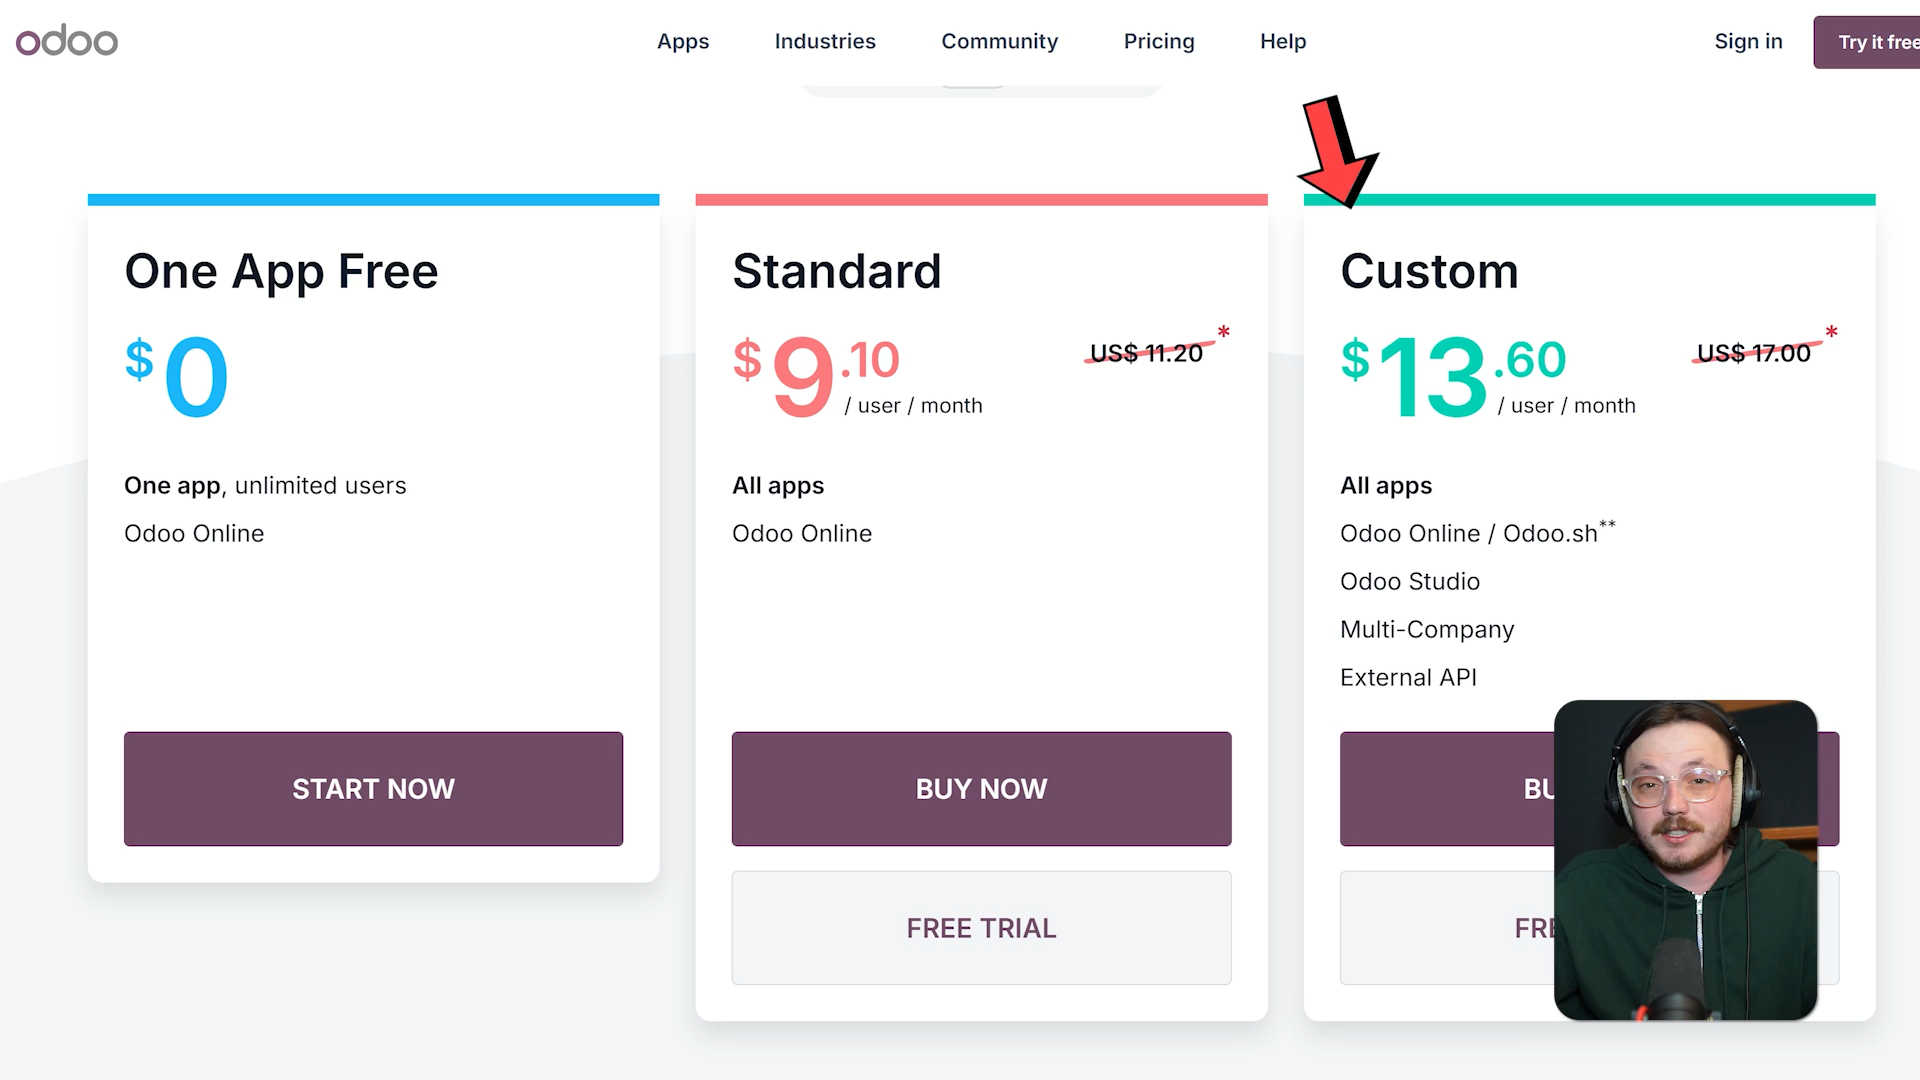 odoo
Apps Industries Community Pricing Help
Sign in
Try it free
One App Free
$ 0
One app, unlimited users
Odoo Online
START NOW
Standard
$ 9.10
/ user / month
US$ 11.20 *
All apps
Odoo Online
BUY NOW
FREE TRIAL
Custom
$ 13.60
/ user / month
US$ 17.00 *
All apps
Odoo Online / Odoo.sh**
Odoo Studio
Multi-Company
External API